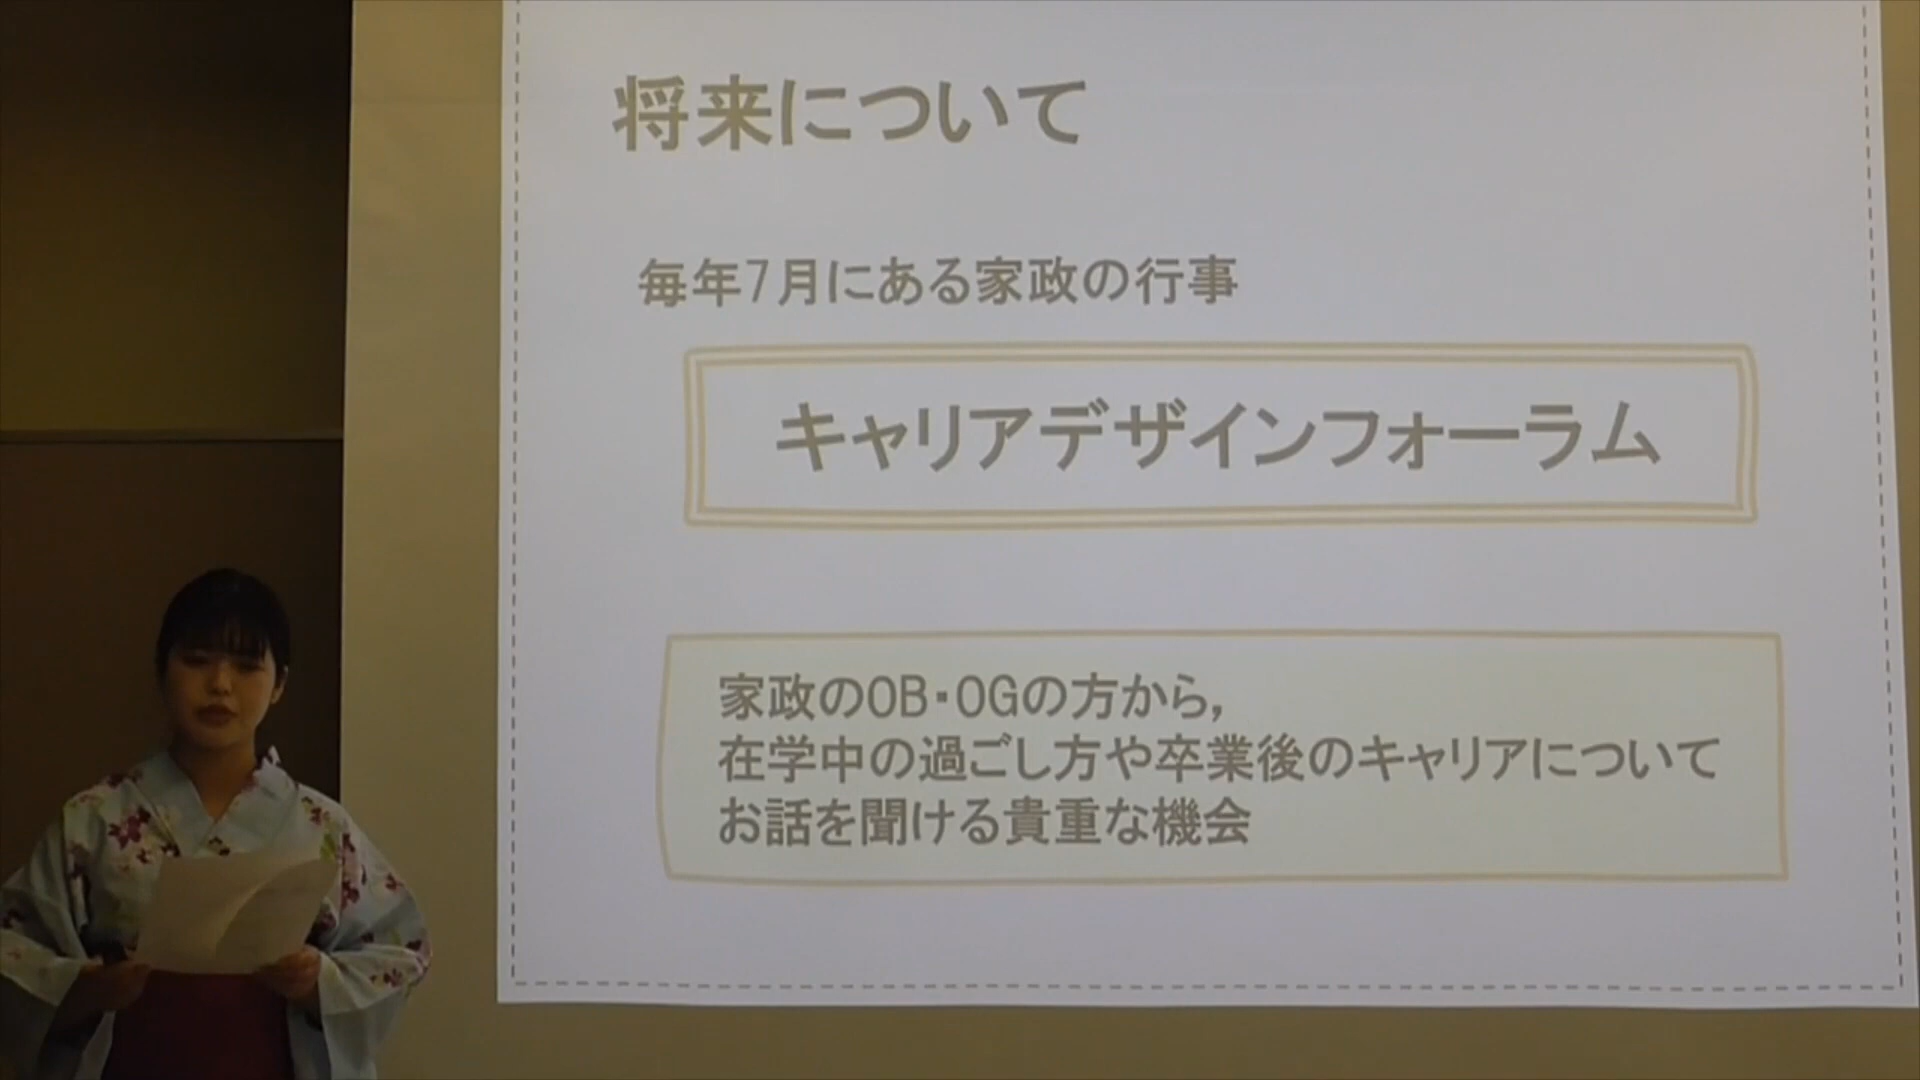 将来について
毎年7月にある家政の行事
キャリアデザインフォーラム
家政のOB・OGの方から，
在学中の過ごし方や卒業後のキャリアについて
お話を聞ける貴重な機会